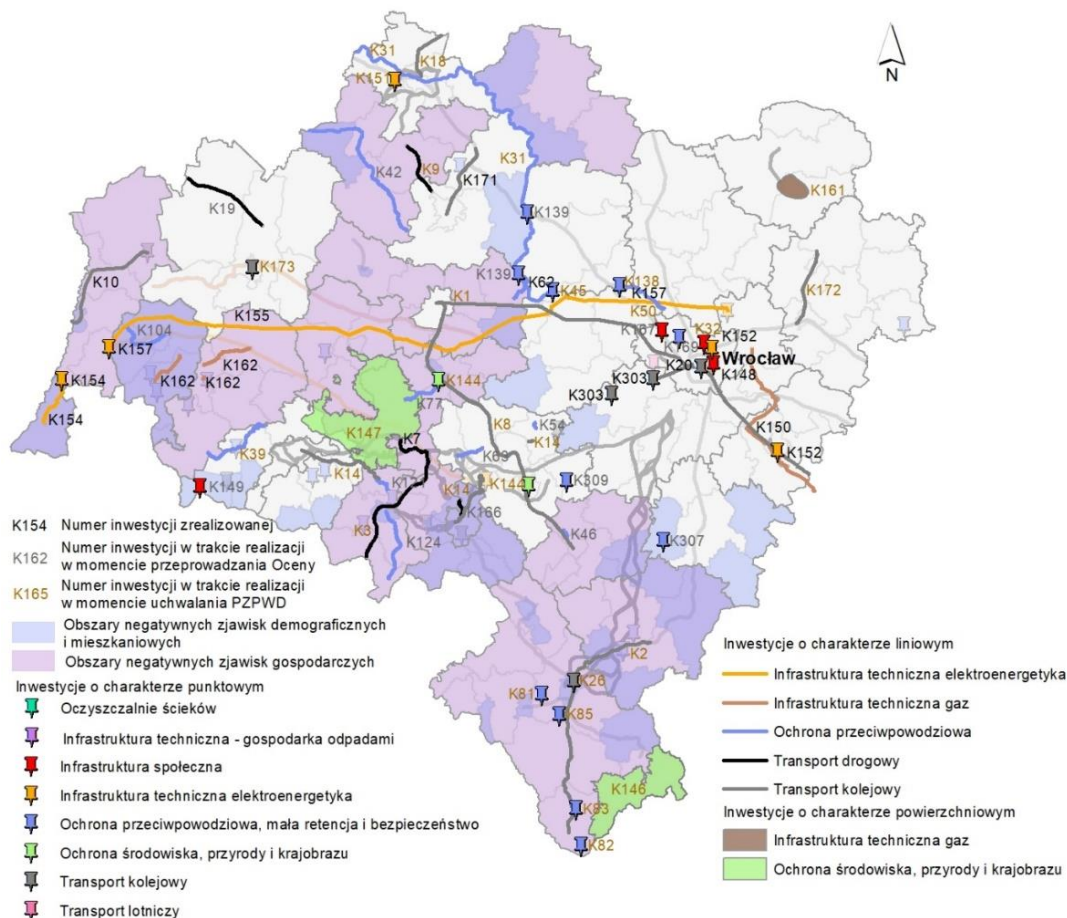 K31
K18
K151
N
K42
K9
K171
K31
K161
K19
K139
K173
K139
K62
K138
K10
K45
K157
K172
K1
K50
K155
K104
K32
K152
K157
K162
Wrocław
K20
K148
K154
K162
K162
K144
K303
K303
K154
K77
K8
K54
K150
K147
K7
K14
K152
K39
K63
K14
K144
K149
K14
K309
K166
K3
K46
K124
K307
K154 Numer inwestycji zrealizowanej
K162 Numer inwestycji w trakcie realizacji
w momencie przeprowadzania Oceny
K165 Numer inwestycji w trakcie realizacji
w momencie uchwalania PZPWD
Obszary negatywnych zjawisk demograficznych
i mieszkaniowych
Obszary negatywnych zjawisk gospodarczych
K2
K26
K81
K85
K146
K83
K82
Inwestycje o charakterze punktowym
Oczyszczalnie ścieków
Infrastruktura techniczna - gospodarka odpadami
Infrastruktura społeczna
Infrastruktura techniczna elektroenergetyka
Ochrona przeciwpowodziowa, mała retencja i bezpieczeństwo
Ochrona środowiska, przyrody i krajobrazu
Transport kolejowy
Transport lotniczy
Inwestycje o charakterze liniowym
Infrastruktura techniczna elektroenergetyka
Infrastruktura techniczna gaz
Ochrona przeciwpowodziowa
Transport drogowy
Transport kolejowy
Inwestycje o charakterze powierzchniowym
Infrastruktura techniczna gaz
Ochrona środowiska, przyrody i krajobrazu